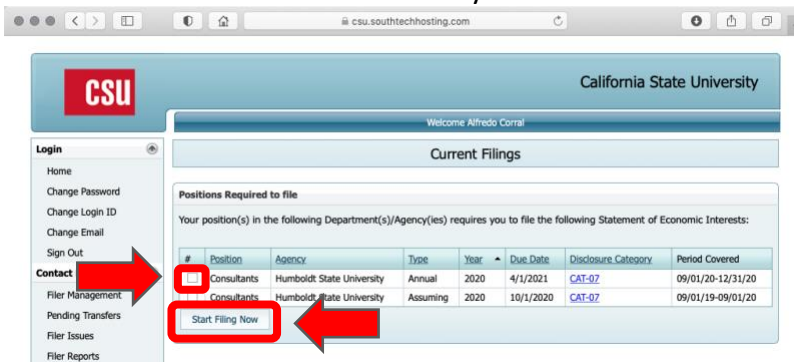 csu.southtechhosting.com
CSU
California State University
Welcome Alfredo Corral
Login
Home
Change Password
Change Login ID
Change Email
Sign Out
Contact
Filer Management
Pending Transfers
Filer Issues
Filer Reports
Current Filings
Positions Required to file
Your position(s) in the following Department(s)/Agency(ies) requires you to file the following Statement of Economic Interests:
# Position Agency Type Year Due Date Disclosure Category Period Covered
Consultants Humboldt State University Annual 2020 4/1/2021 CAT-07 09/01/20-12/31/20
Consultants Humboldt State University Assuming 2020 10/1/2020 CAT-07 09/01/19-09/01/20
Start Filing Now